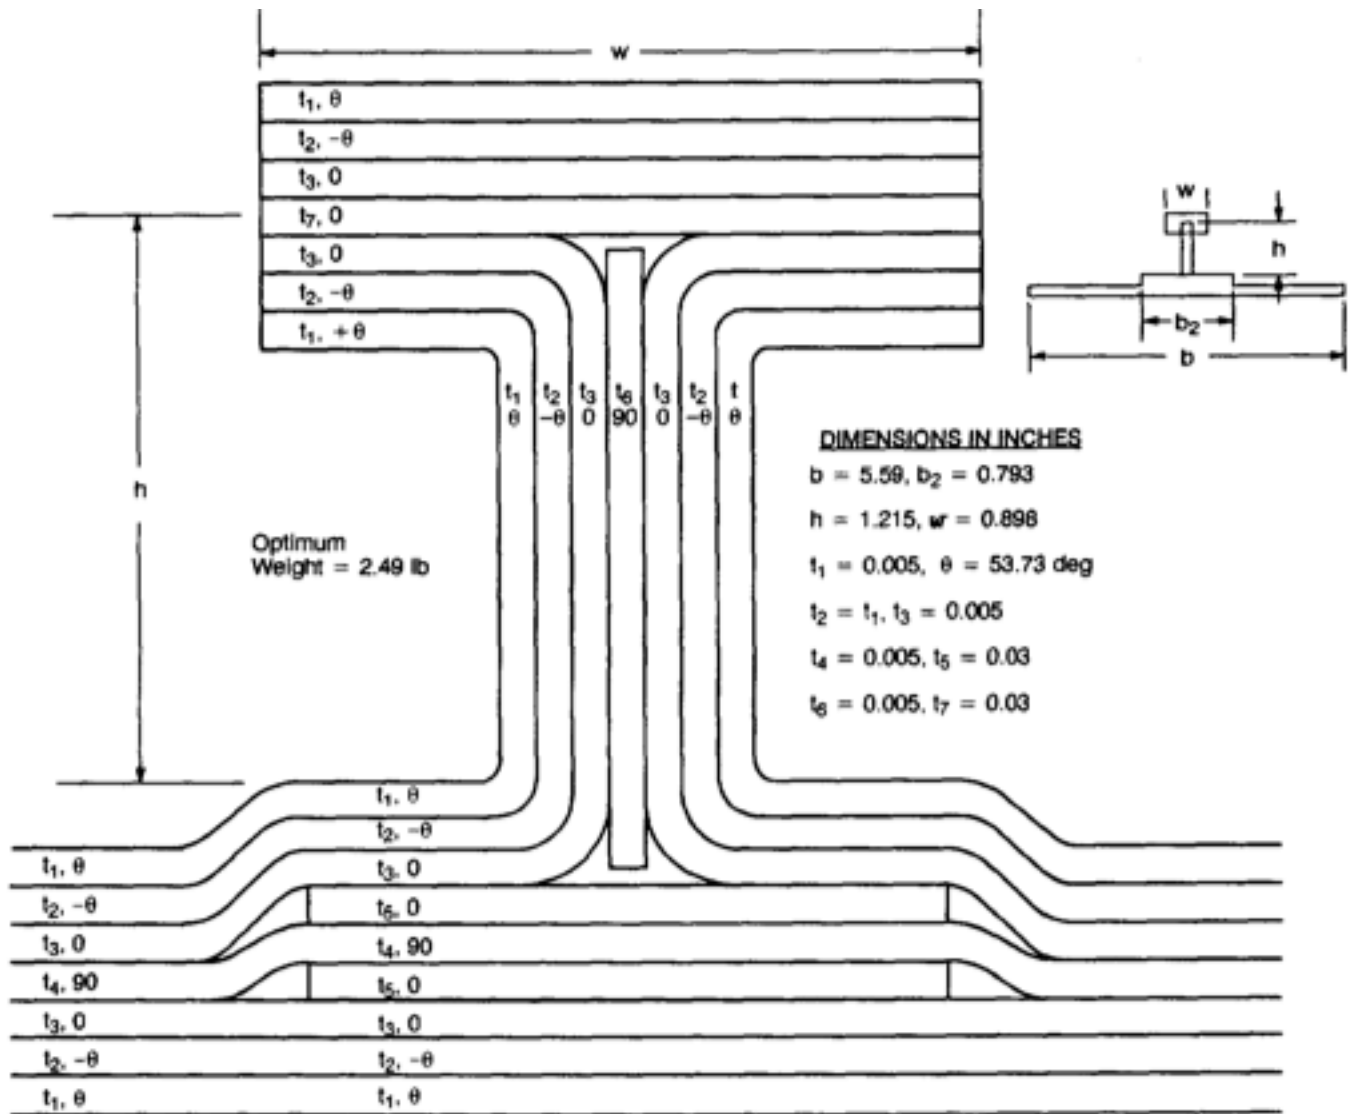 w
t₁, θ
t₂, -θ
t₃, 0
t₇, 0
t₃, 0
t₂, -θ
t₁, +θ
h
t₁ t₂ t₃ t₆ t₃ t₂ t
θ -θ 0 90 0 -θ θ
w
h
b₂
b
DIMENSIONS IN INCHES
b = 5.59, b₂ = 0.793
h = 1.215, w = 0.898
t₁ = 0.005, θ = 53.73 deg
t₂ = t₁, t₃ = 0.005
t₄ = 0.005, t₅ = 0.03
t₆ = 0.005, t₇ = 0.03
Optimum
Weight = 2.49 lb
t₁, θ
t₂, -θ
t₃, 0
t₅, 0
t₄, 90
t₅, 0
t₃, 0
t₂, -θ
t₁, θ
t₁, θ
t₂, -θ
t₃, 0
t₄, 90
t₃, 0
t₂, -θ
t₁, θ